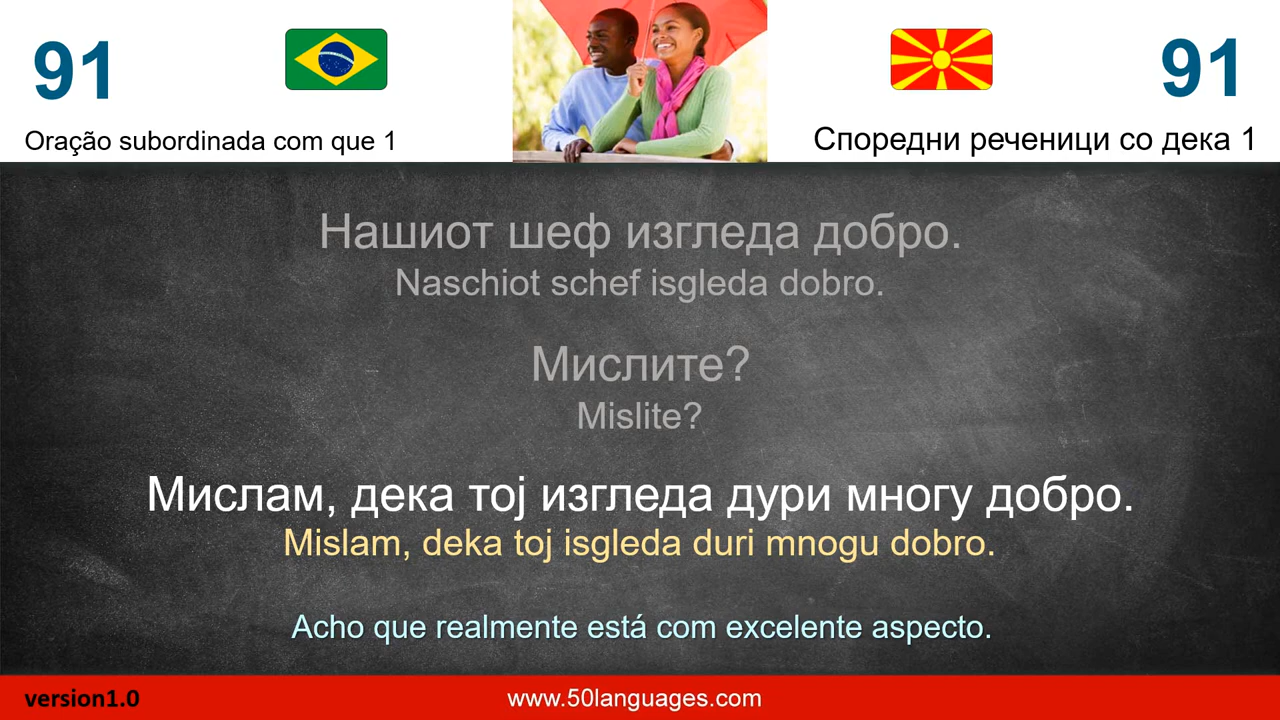 91
91
Oração subordinada com que 1
Споредни реченици со дека 1
Нашиот шеф изгледа добро.
Naschiot schef isgleda dobro.
Мислите?
Mislite?
Мислам, дека тој изгледа дури многу добро.
Mislam, deka toj isgleda duri mnogu dobro.
Acho que realmente está com excelente aspecto.
version1.0
www.50languages.com